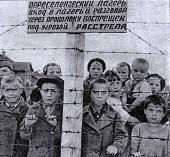 ПЕРЕСЕЛЕНЧЕСКИЙ ЛАГЕРЬ
ВХОД В ЛАГЕРЬ И РАЗГОВОР
ЧЕРЕЗ ПРОВОЛОКУ ВОСПРЕЩЕН
ПОД УГРОЗОЙ РАССТРЕЛА